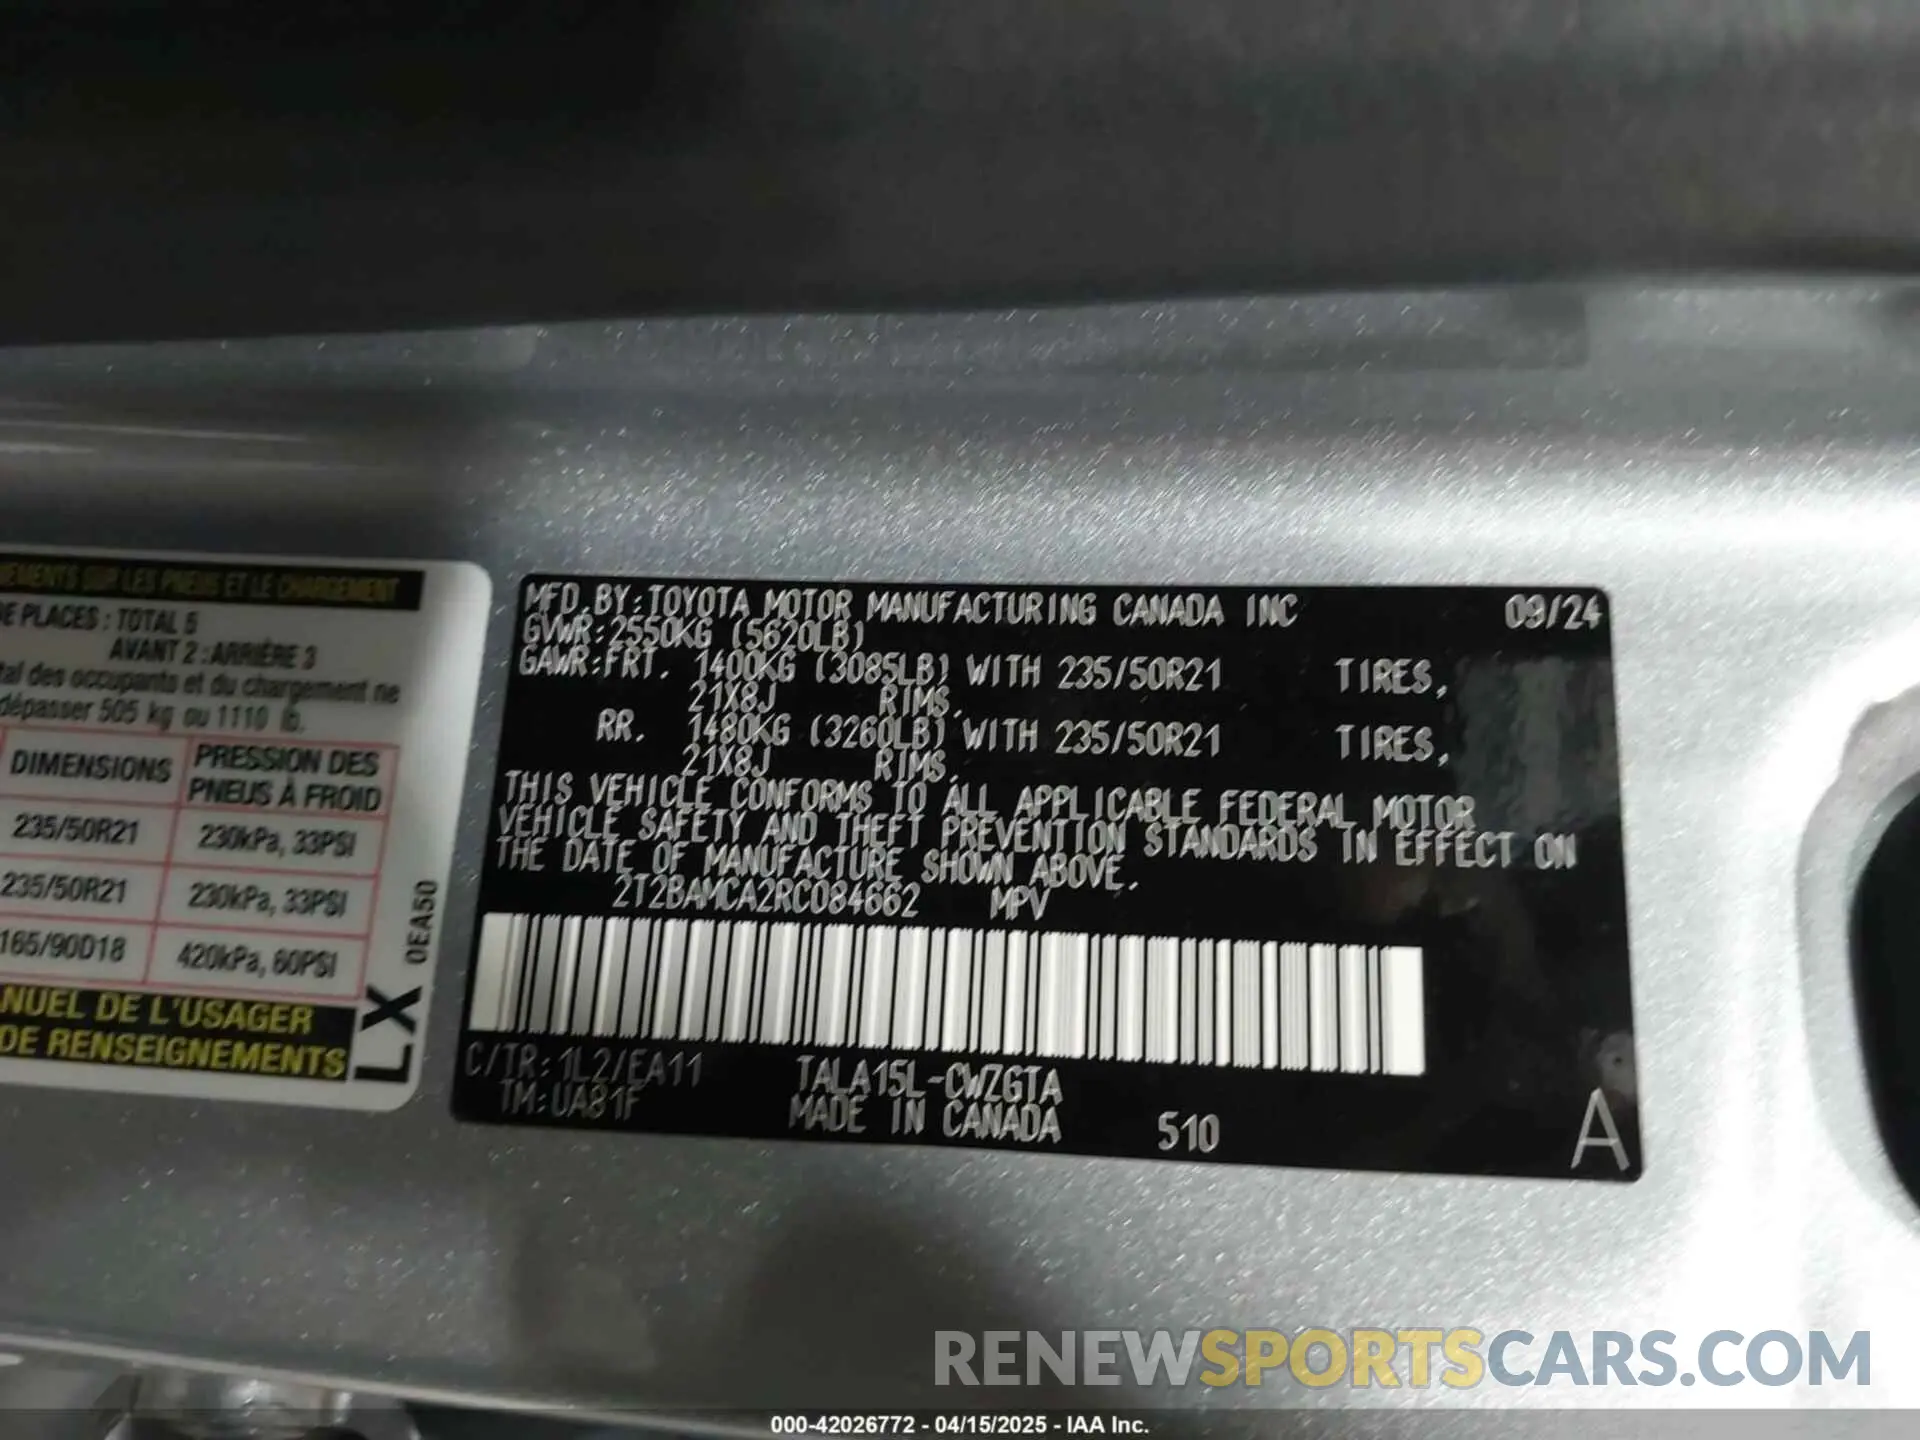 SUR LES PNEUS ET LE CHARGEMENT
DE PLACES : TOTAL 5
AVANT 2 : ARRIÈRE 3
tal des occupants et du chargement ne
dépasser 505 kg ou 1110 lb.
DIMENSIONS PRESSION DES PNEUS À FROID
235/50R21 230kPa, 33PSI
235/50R21 230kPa, 33PSI
165/90D18 420kPa, 60PSI
NUEL DE L'USAGER
DE RENSEIGNEMENTS
LX
0EA50
MFD.BY:TOYOTA MOTOR MANUFACTURING CANADA INC 09/24
GVWR:2550KG (5620LB)
GAWR:FRT. 1400KG (3085LB) WITH 235/50R21 TIRES,
21X8J RIMS.
RR. 1480KG (3260LB) WITH 235/50R21 TIRES,
21X8J RIMS.
THIS VEHICLE CONFORMS TO ALL APPLICABLE FEDERAL MOTOR
VEHICLE SAFETY AND THEFT PREVENTION STANDARDS IN EFFECT ON
THE DATE OF MANUFACTURE SHOWN ABOVE.
2T2BAMCA2RC084662 MPV
C/TR:1L2/EA11 TALA15L-CWZGTA
TM:UA81F MADE IN CANADA 510
A
RENEWSPORTSCARS.COM
000-42026772 - 04/15/2025 - IAA Inc.